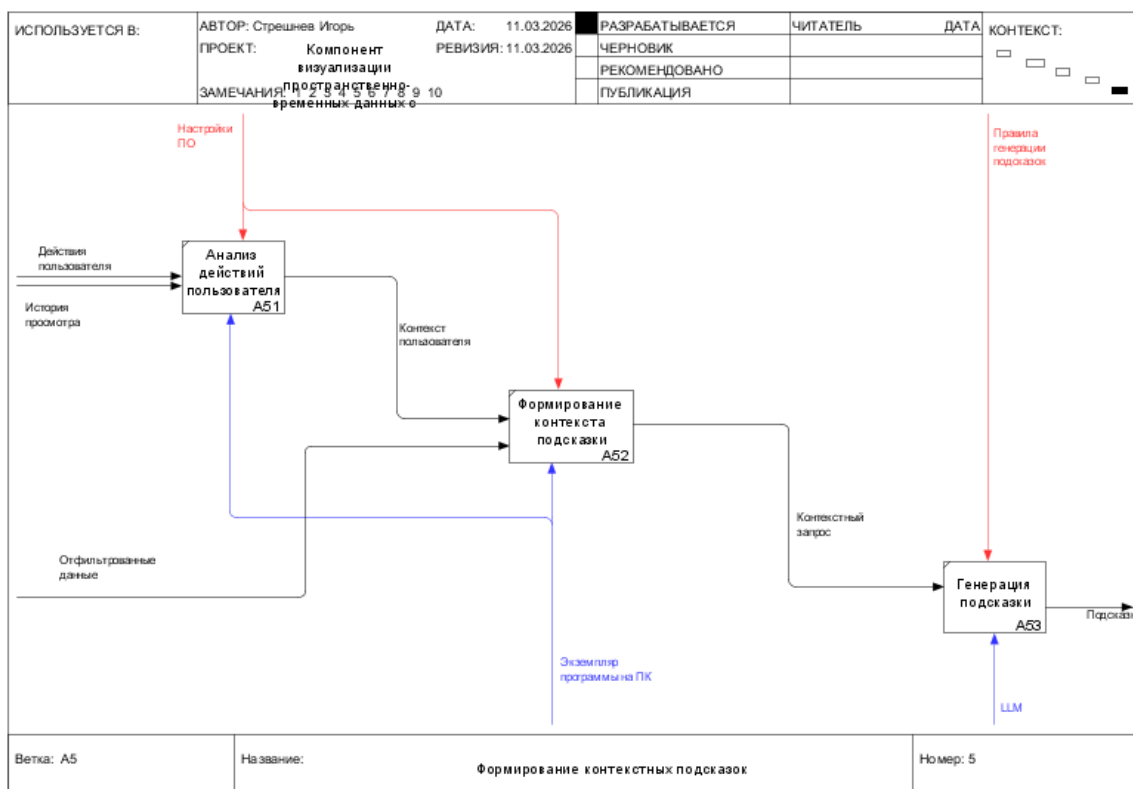 ИСПОЛЬЗУЕТСЯ В:
АВТОР: Стрешнев Игорь
ДАТА: 11.03.2026
ПРОЕКТ:
Компонент
визуализации
пространственно-
временных данных с
РЕВИЗИЯ: 11.03.2026
ЗАМЕЧАНИЯ: 1 2 3 4 5 6 7 8 9 10
РАЗРАБАТЫВАЕТСЯ
ЧЕРНОВИК
РЕКОМЕНДОВАНО
ПУБЛИКАЦИЯ
ЧИТАТЕЛЬ
ДАТА
КОНТЕКСТ:
Настройки
ПО
Правила
генерации
подсказок
Действия
пользователя
История
просмотра
Анализ
действий
пользователя
A51
Контекст
пользователя
Формирование
контекста
подсказки
A52
Отфильтрованные
данные
Контекстный
запрос
Генерация
подсказки
A53
Подсказ
Экземпляр
программы на ПК
LLM
Ветка: A5
Название:
Формирование контекстных подсказок
Номер: 5